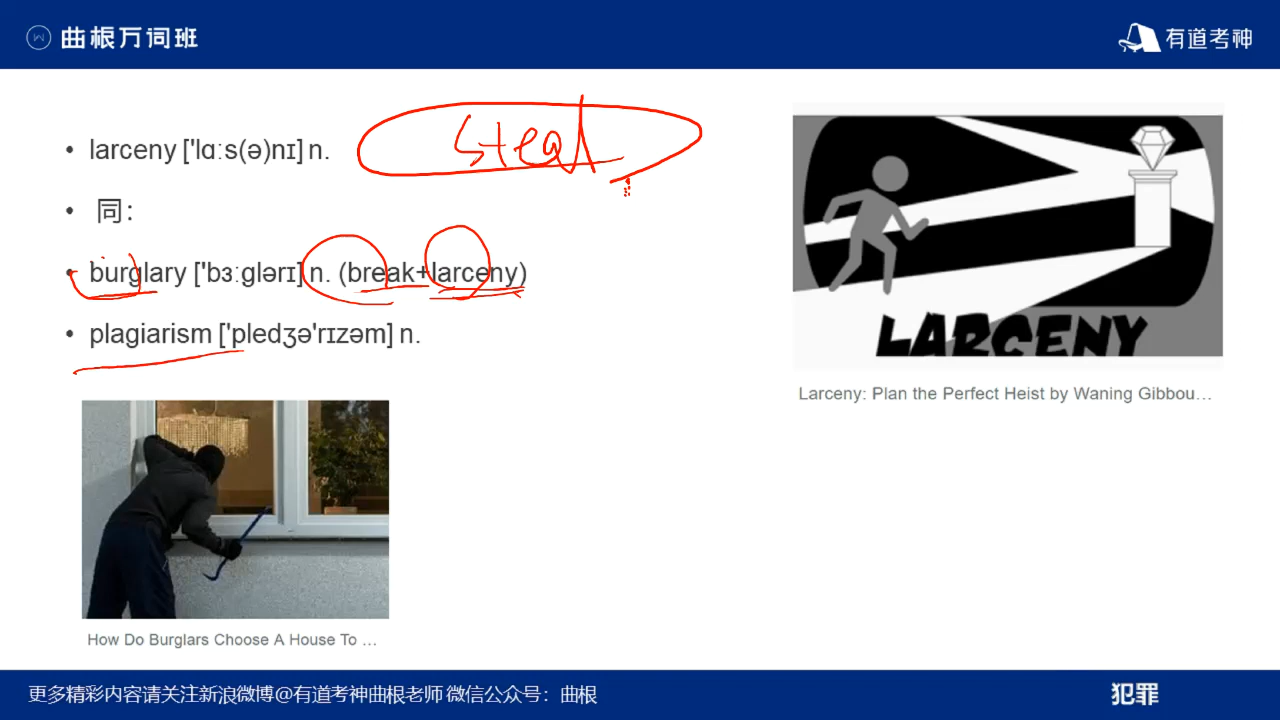 曲根万词班
有道考神
larceny ['lɑːs(ə)nɪ] n.
steal
同：
burglary ['bɜːglərɪ] n. (break+larceny)
plagiarism ['pledʒə'rɪzəm] n.
LARCENY
Larceny: Plan the Perfect Heist by Waning Gibbou…
How Do Burglars Choose A House To …
更多精彩内容请关注新浪微博@有道考神曲根老师 微信公众号：曲根
犯罪